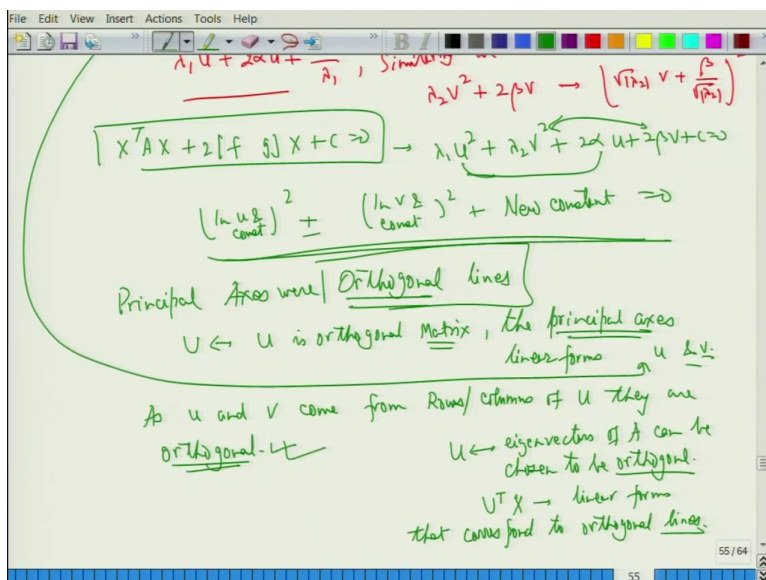 File Edit View Insert Actions Tools Help
λ₁u + 2αu + /λ₁ ,
λ₂v² + 2βv → (√|λ₂| v + β/√|λ₂|)²
X^T A X + 2[f g] X + C = 0 → λ₁u² + λ₂v² + 2αu + 2βv + C = 0
(In u & const)² ± (In v & const)² + New constant = 0
Principal Axes were Orthogonal lines
U ↔ U is orthogonal Matrix, the principal axes
linear forms u & v.
As u and v come from Rows/columns of U they are
orthogonal.
U ↔ eigenvectors of A can be
chosen to be orthogonal.
U^T X → linear forms
that correspond to orthogonal lines.
55 / 64
55